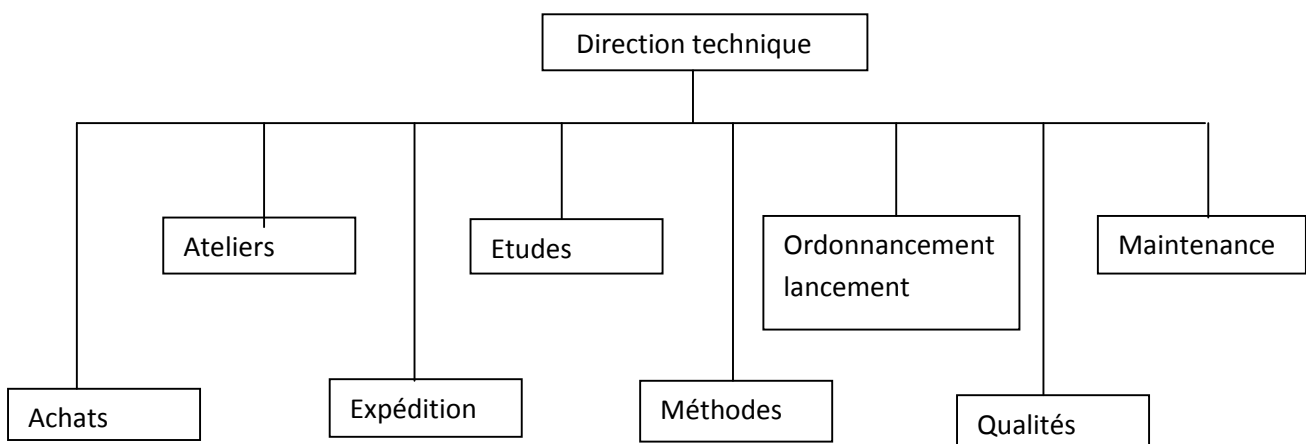 Direction technique
Ateliers
Etudes
Ordonnancement
lancement
Maintenance
Achats
Expédition
Méthodes
Qualités